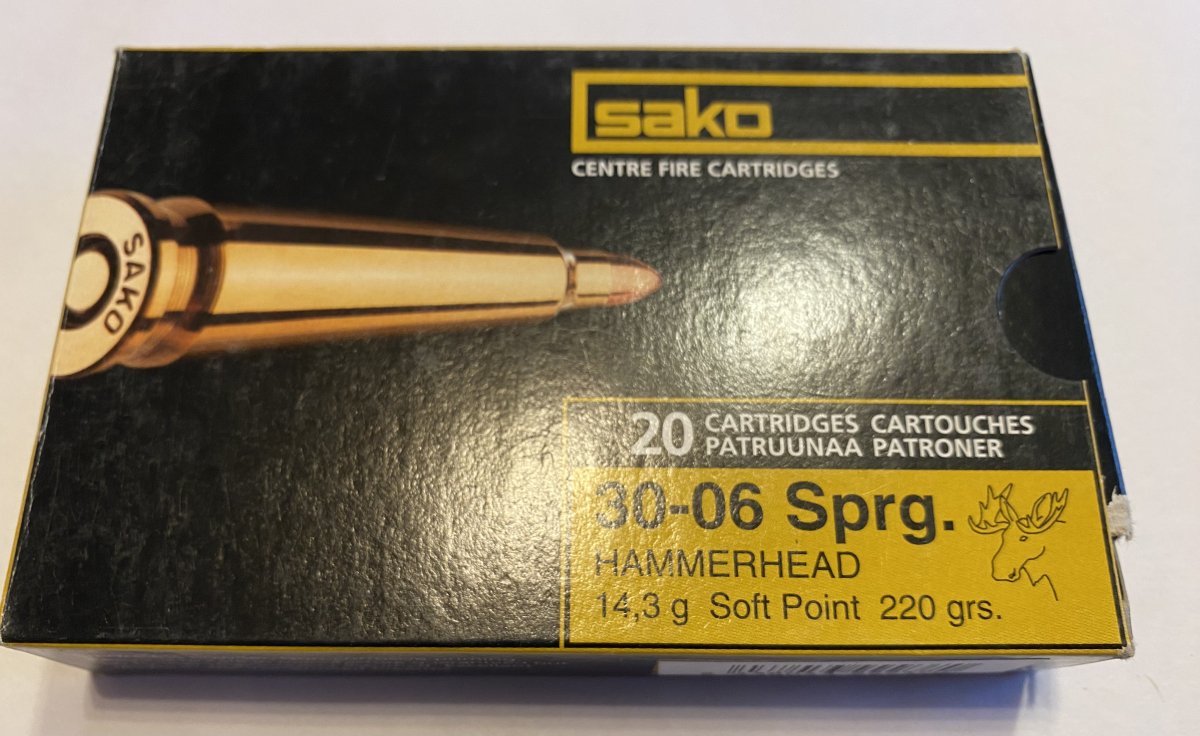 sako
CENTRE FIRE CARTRIDGES
SAKO
20 CARTRIDGES CARTOUCHES
PATRUUNAA PATRONER
30-06 Sprg.
HAMMERHEAD
14,3 g Soft Point 220 grs.